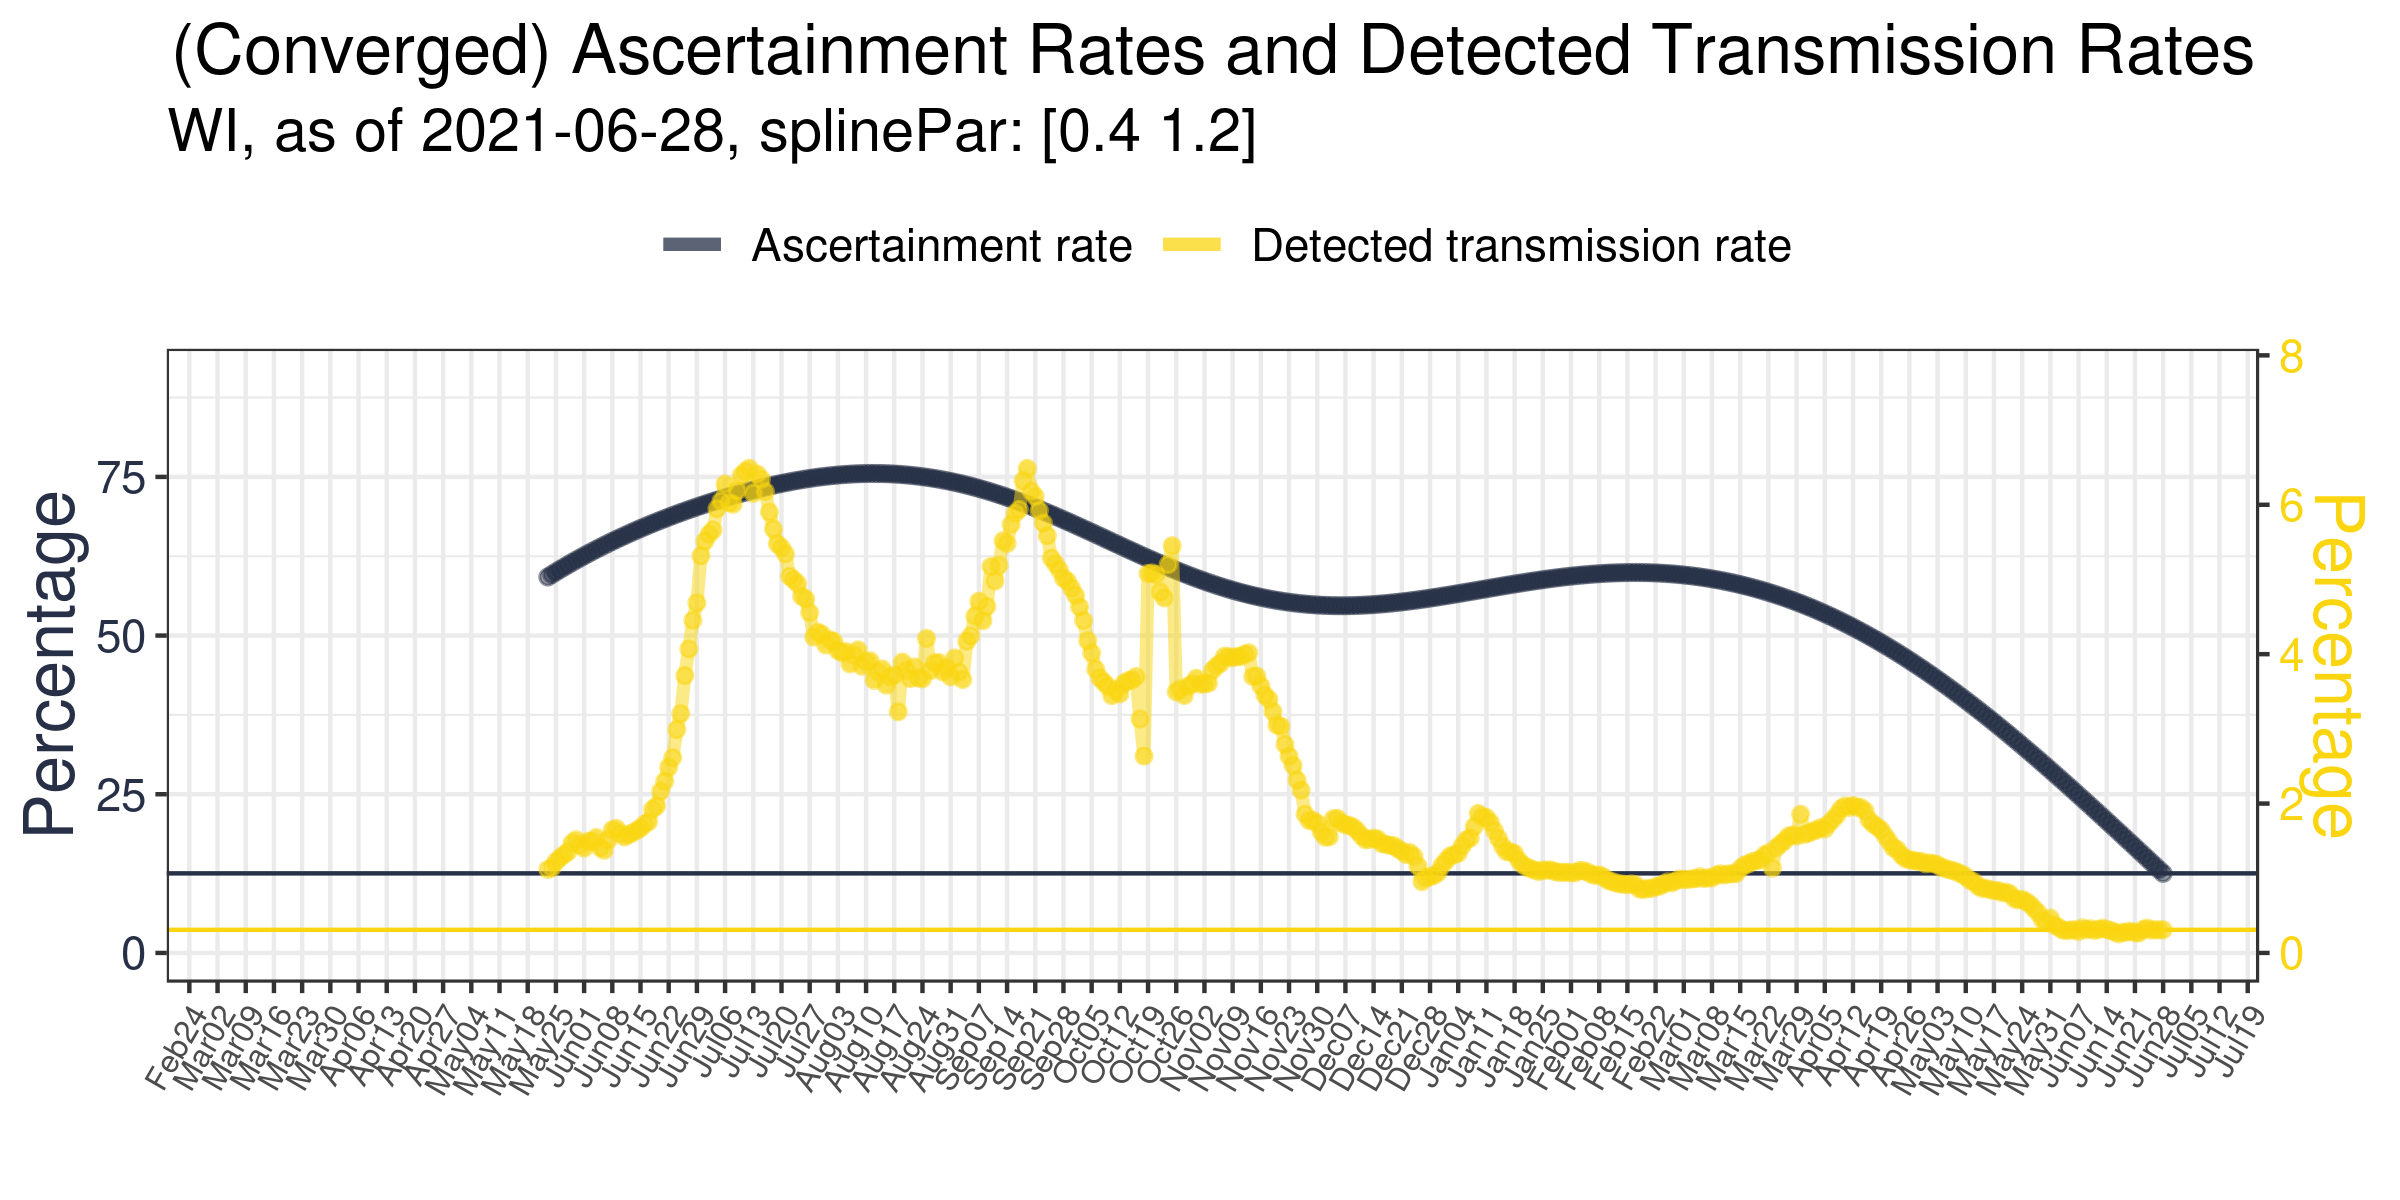 (Converged) Ascertainment Rates and Detected Transmission Rates
WI, as of 2021-06-28, splinePar: [0.4 1.2]
Ascertainment rate Detected transmission rate
Percentage
75
50
25
0
8
6
4
2
0
Percentage
Feb24 Mar02 Mar09 Mar16 Mar23 Mar30 Apr06 Apr13 Apr20 Apr27 May04 May11 May18 May25 Jun01 Jun08 Jun15 Jun22 Jun29 Jul06 Jul13 Jul20 Jul27 Aug03 Aug10 Aug17 Aug24 Aug31 Sep07 Sep14 Sep21 Sep28 Oct05 Oct12 Oct19 Oct26 Nov02 Nov09 Nov16 Nov23 Nov30 Dec07 Dec14 Dec21 Dec28 Jan04 Jan11 Jan18 Jan25 Feb01 Feb08 Feb15 Feb22 Mar01 Mar08 Mar15 Mar22 Mar29 Apr05 Apr12 Apr19 Apr26 May03 May10 May17 May24 May31 Jun07 Jun14 Jun21 Jun28 Jul05 Jul12 Jul19